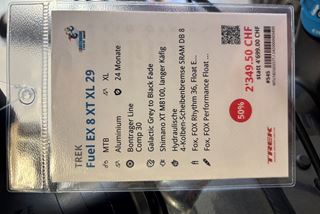 TREK
Fuel EX 8 XT XL 29
MTB
XL
Aluminium
24 Monate
Bontrager Line
Comp 30
Galactic Grey to Black Fade
Shimano XT M8100, langer Käfig
Hydraulische
4-Kolben-Scheibenbremse SRAM DB 8
Fox, FOX Rhythm 36, Float E...
Fox, FOX Performance Float ...
50%
2'349.50 CHF
statt 4'699.00 CHF
TREK